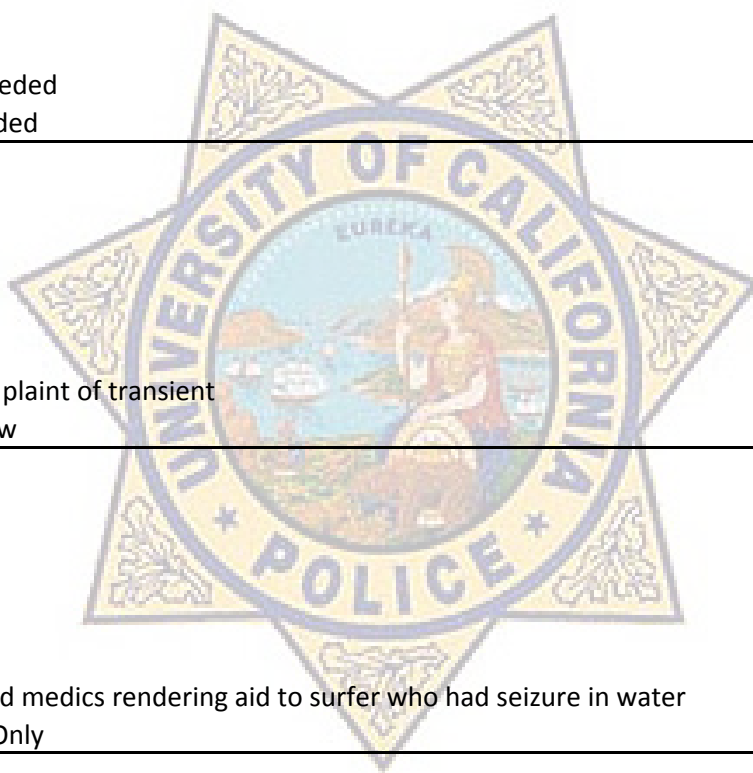 eeded
ded
EUREKA
UNIVERSITY OF CALIFORNIA
plaint of transient
w
POLICE
d medics rendering aid to surfer who had seizure in water
Only